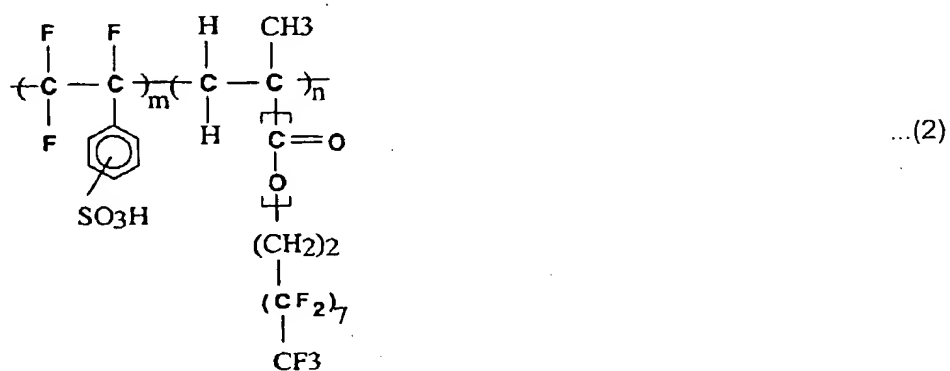 F F H CH3
( C — C )m( C — C )n
F H C=O ...(2)
O
SO3H
(CH2)2
(CF2)7
CF3